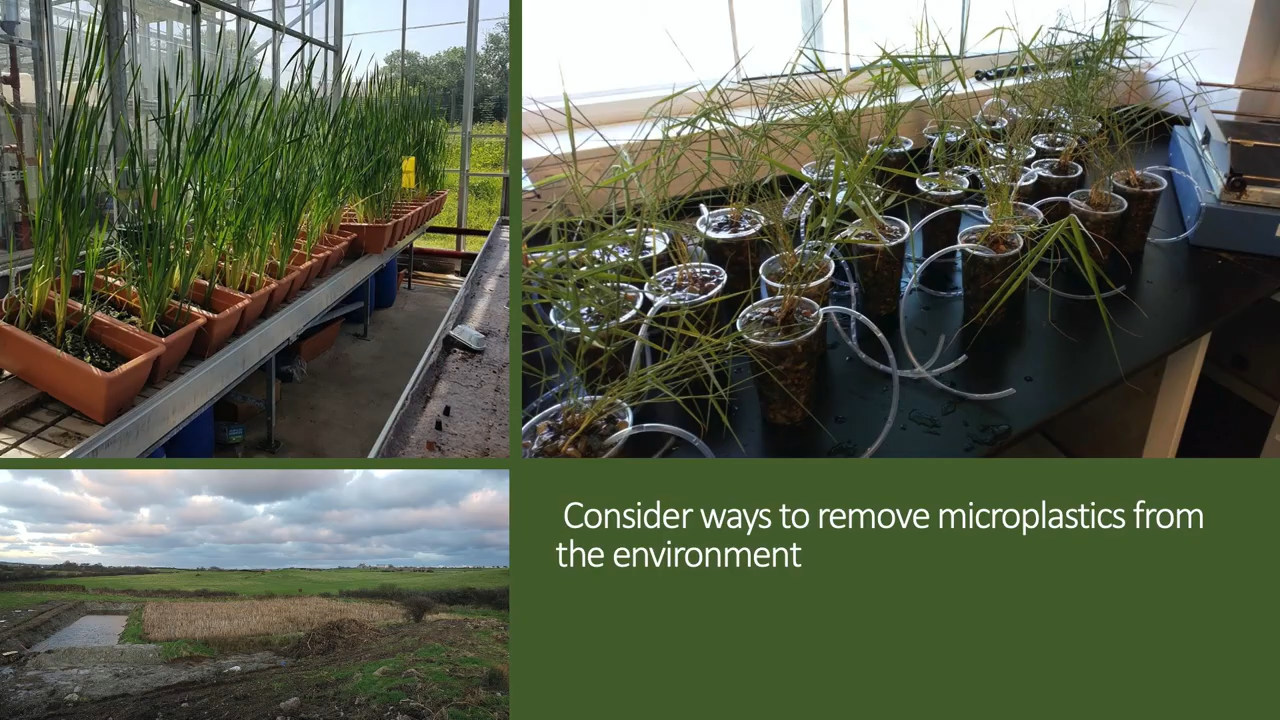 Consider ways to remove microplastics from
the environment